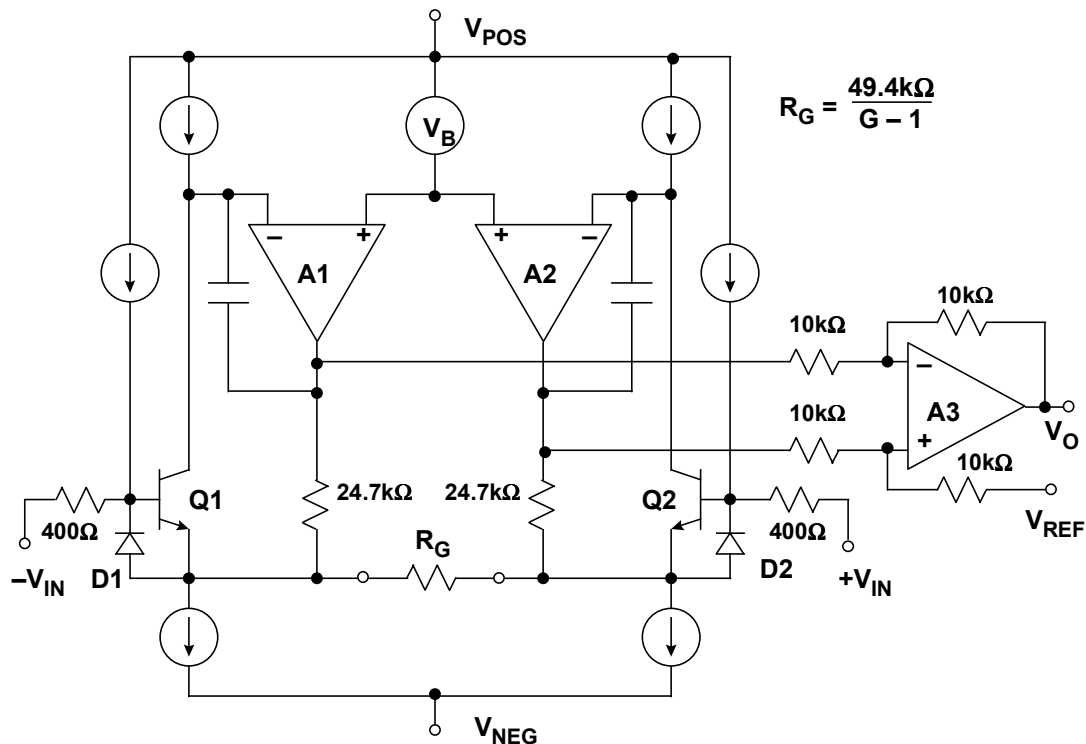 V_POS
R_G = 49.4kΩ / G – 1
V_B
– +
+ –
A1
A2
10kΩ
10kΩ
–
A3
+
V_O
10kΩ
10kΩ
V_REF
24.7kΩ
24.7kΩ
Q1
Q2
400Ω
400Ω
R_G
D1
D2
–V_IN
+V_IN
V_NEG